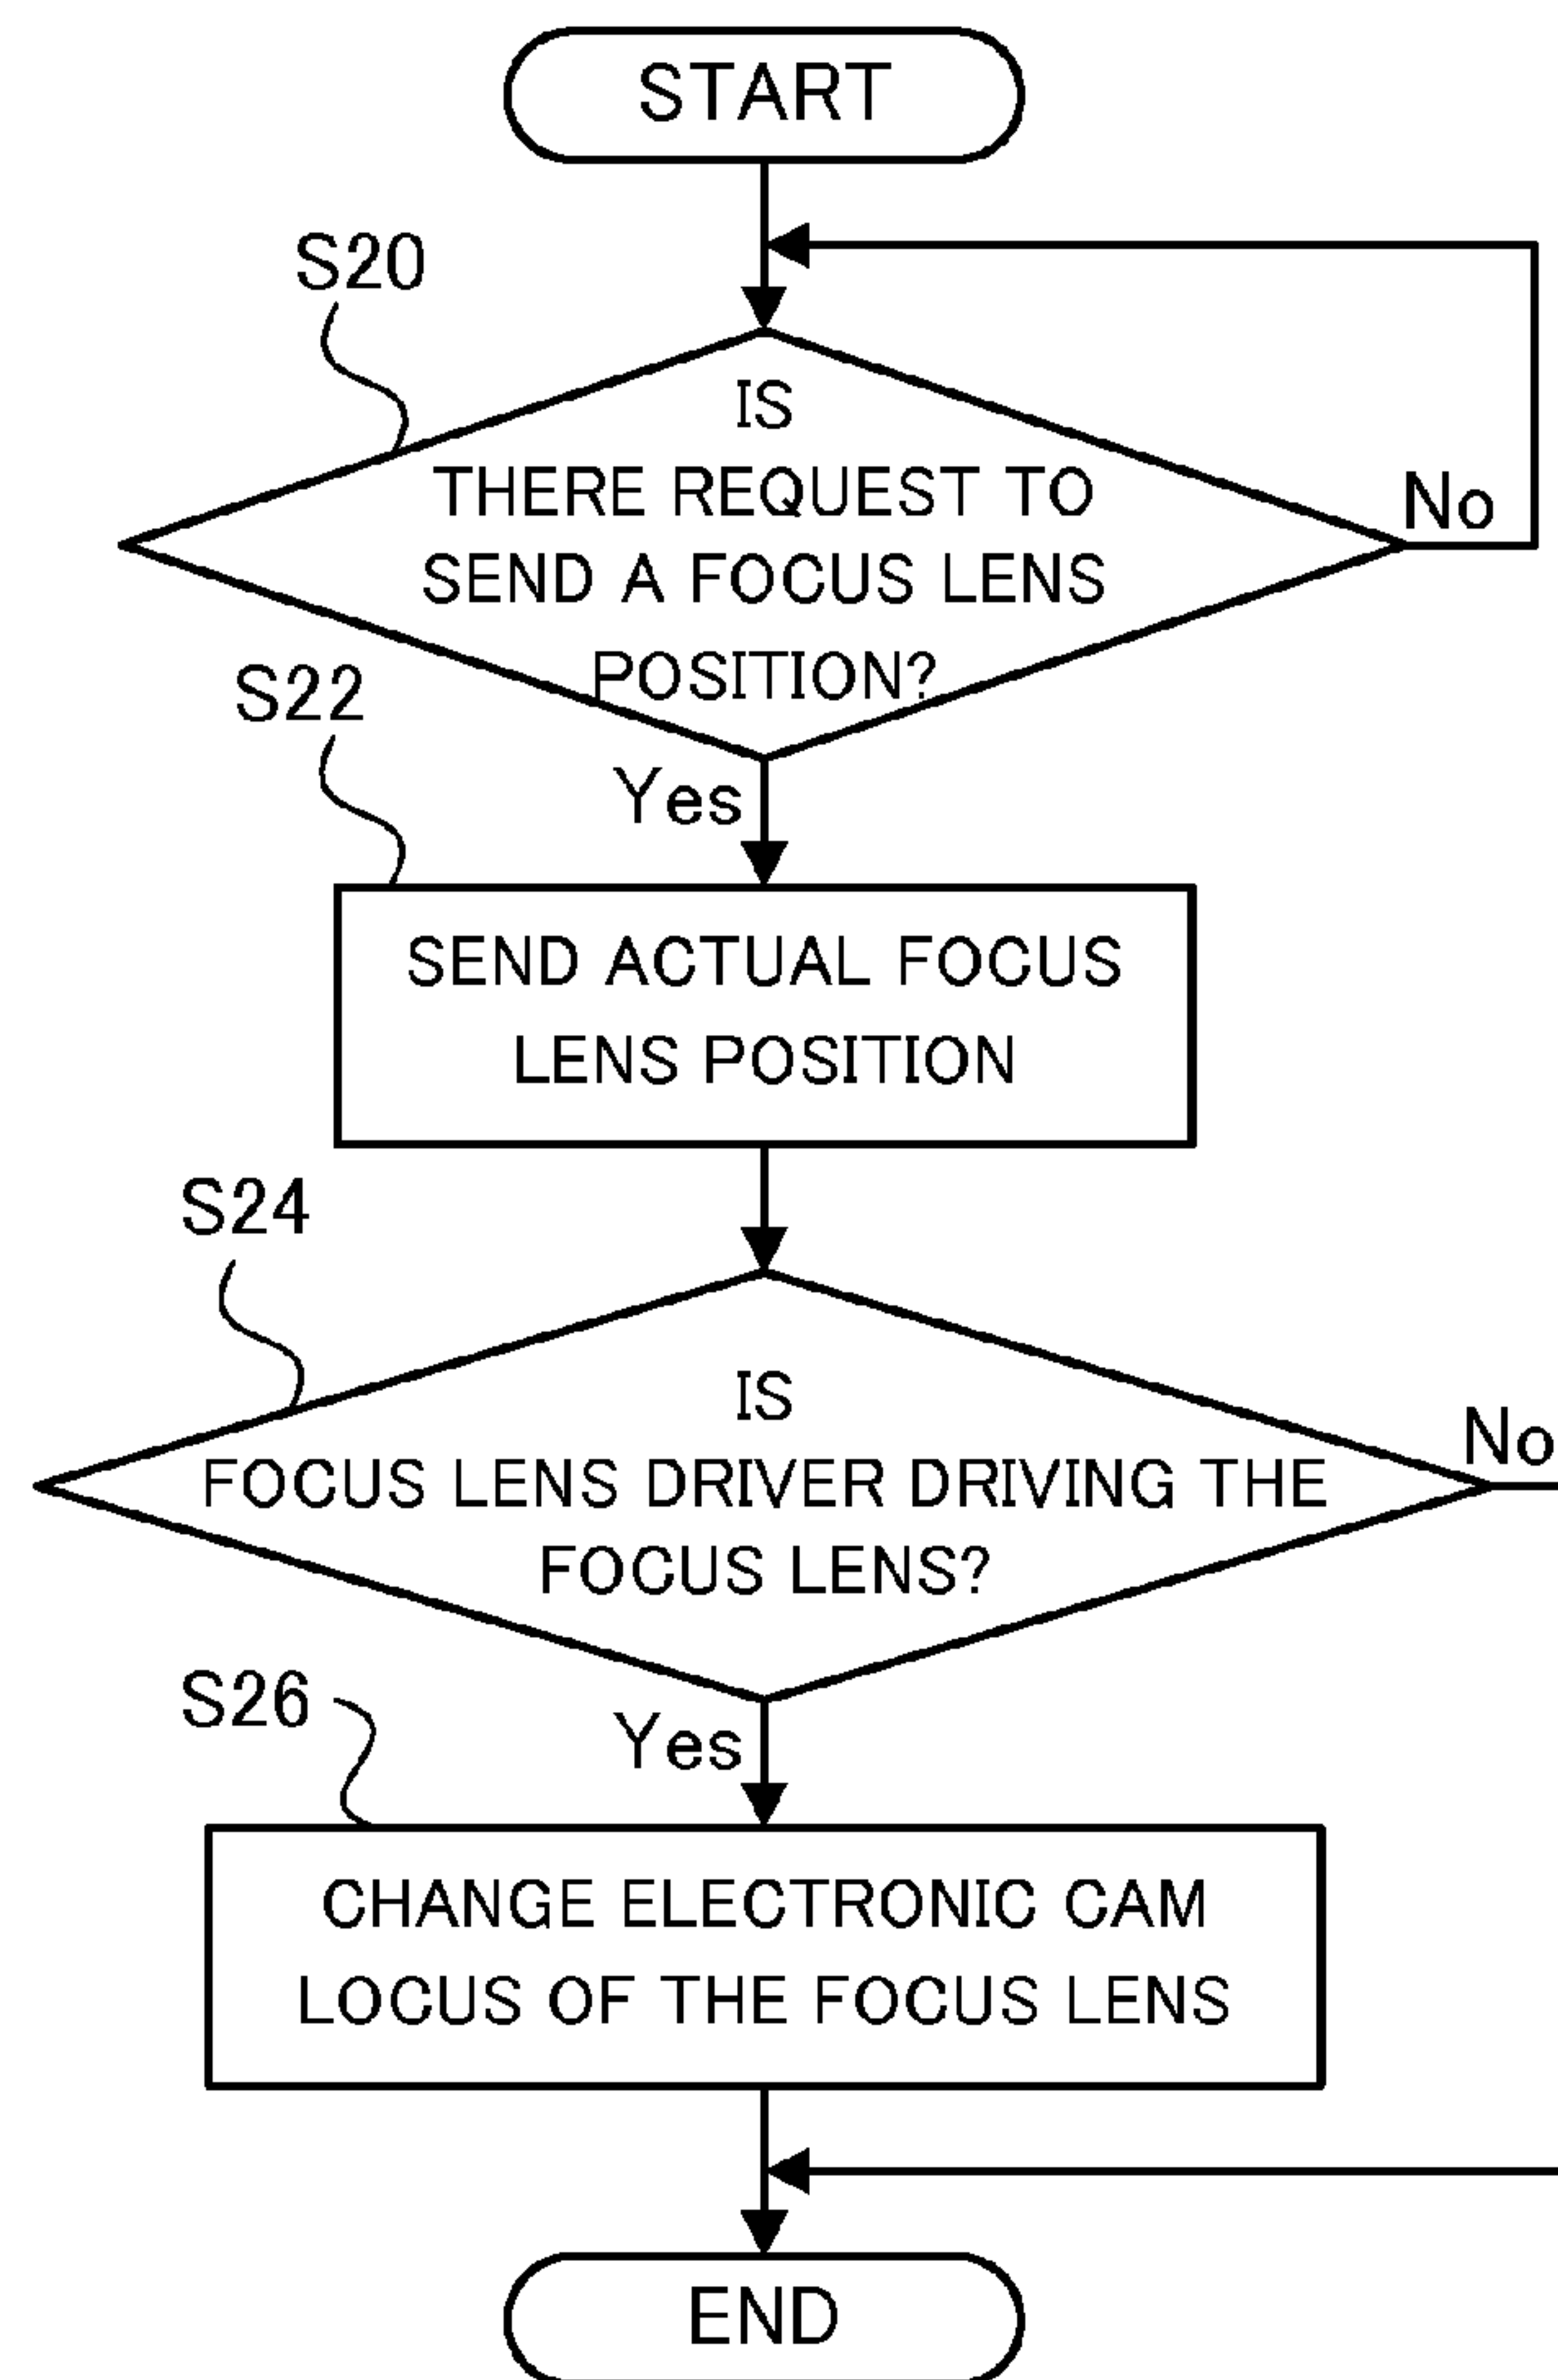 START
S20
IS
THERE REQUEST TO
SEND A FOCUS LENS
POSITION?
No
S22
Yes
SEND ACTUAL FOCUS
LENS POSITION
S24
IS
FOCUS LENS DRIVER DRIVING THE
FOCUS LENS?
No
S26
Yes
CHANGE ELECTRONIC CAM
LOCUS OF THE FOCUS LENS
END